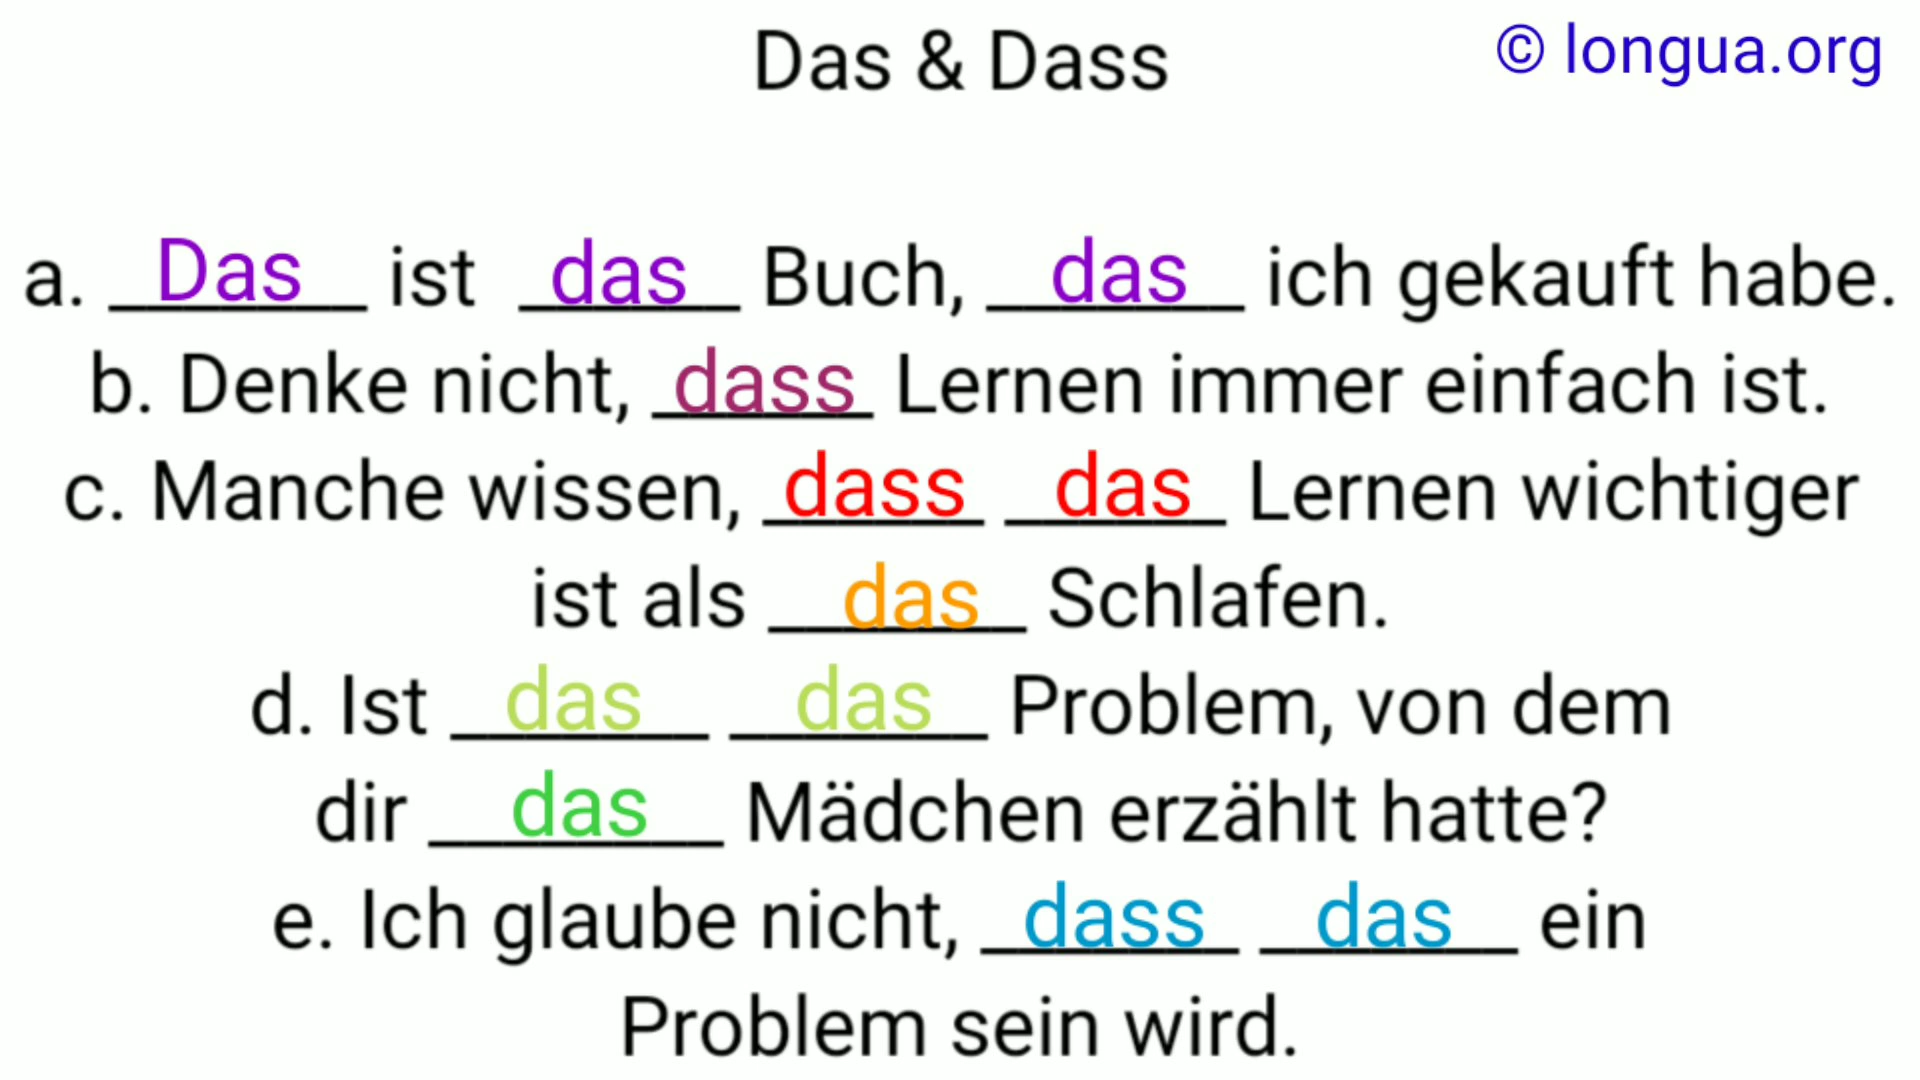 Das & Dass
© longua.org
a. Das ist das Buch, das ich gekauft habe.
b. Denke nicht, dass Lernen immer einfach ist.
c. Manche wissen, dass das Lernen wichtiger
ist als das Schlafen.
d. Ist das das Problem, von dem
dir das Mädchen erzählt hatte?
e. Ich glaube nicht, dass das ein
Problem sein wird.